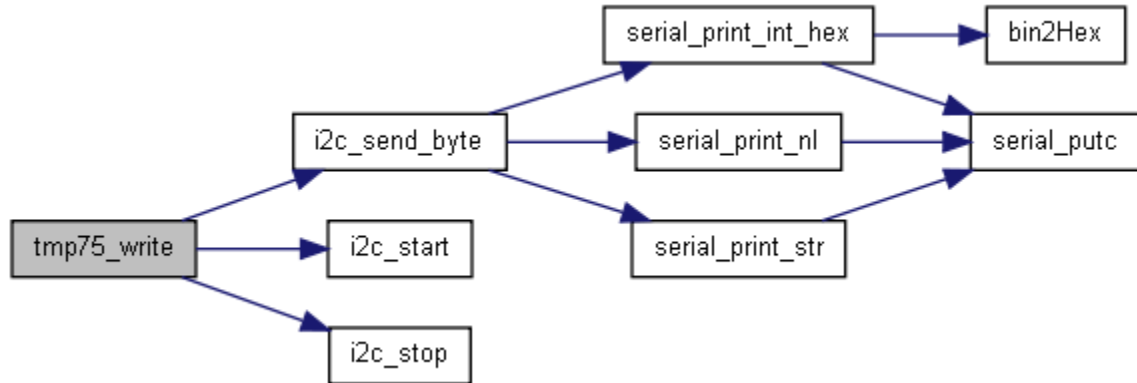 serial_print_int_hex
bin2Hex
i2c_send_byte
serial_print_nl
serial_putc
tmp75_write
i2c_start
serial_print_str
i2c_stop